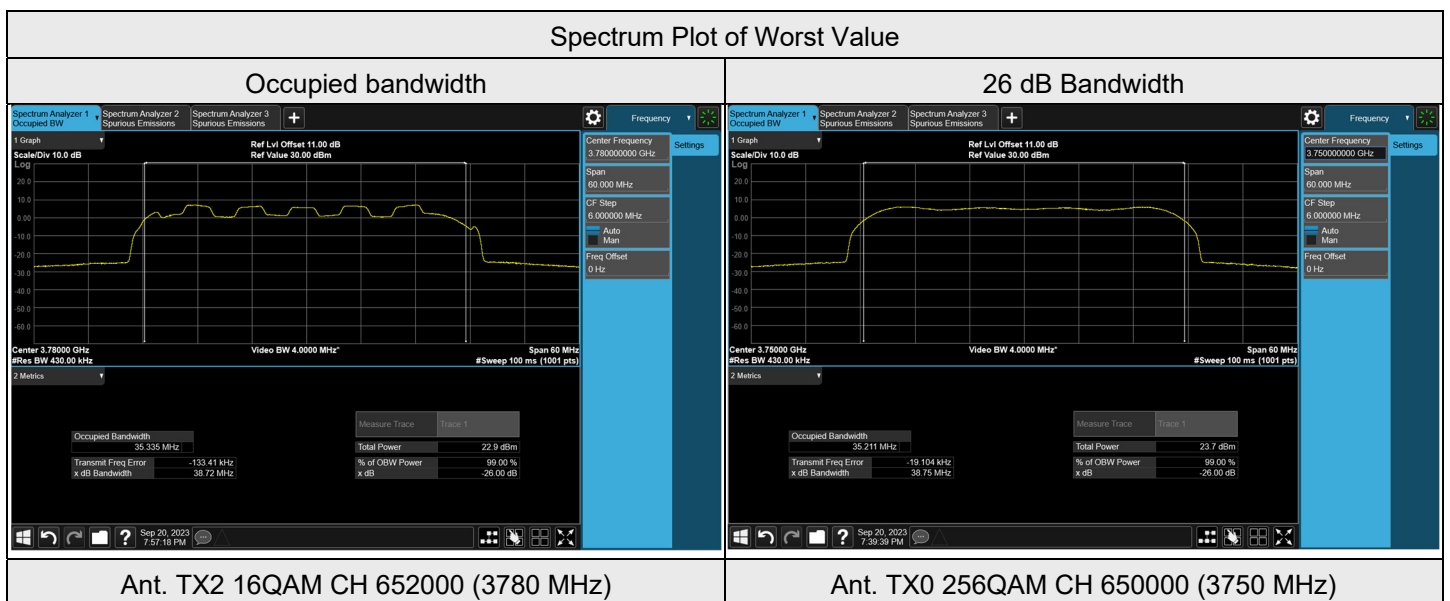 Spectrum Plot of Worst Value
Occupied bandwidth
26 dB Bandwidth
Spectrum Analyzer 1
Occupied BW
Spectrum Analyzer 2
Spurious Emissions
Spectrum Analyzer 3
Spurious Emissions
+
Frequency
1 Graph
Scale/Div 10.0 dB
Ref Lvl Offset 11.00 dB
Ref Value 30.00 dBm
Log
20.0
10.0
0.00
-10.0
-20.0
-30.0
-40.0
-50.0
-60.0
Center 3.78000 GHz
#Res BW 430.00 kHz
Video BW 4.0000 MHz*
Span 60 MHz
#Sweep 100 ms (1001 pts)
Center Frequency
3.780000000 GHz
Settings
Span
60.000 MHz
CF Step
6.000000 MHz
Auto
Man
Freq Offset
0 Hz
2 Metrics
Measure Trace
Trace 1
Occupied Bandwidth
35.335 MHz
Total Power
22.9 dBm
Transmit Freq Error
-133.41 kHz
% of OBW Power
99.00 %
x dB Bandwidth
38.72 MHz
x dB
-26.00 dB
?
Sep 20, 2023
7:57:18 PM
Spectrum Analyzer 1
Occupied BW
Spectrum Analyzer 2
Spurious Emissions
Spectrum Analyzer 3
Spurious Emissions
+
Frequency
1 Graph
Scale/Div 10.0 dB
Ref Lvl Offset 11.00 dB
Ref Value 30.00 dBm
Log
20.0
10.0
0.00
-10.0
-20.0
-30.0
-40.0
-50.0
-60.0
Center 3.75000 GHz
#Res BW 430.00 kHz
Video BW 4.0000 MHz*
Span 60 MHz
#Sweep 100 ms (1001 pts)
Center Frequency
3.750000000 GHz
Settings
Span
60.000 MHz
CF Step
6.000000 MHz
Auto
Man
Freq Offset
0 Hz
2 Metrics
Measure Trace
Trace 1
Occupied Bandwidth
35.211 MHz
Total Power
23.7 dBm
Transmit Freq Error
-19.104 kHz
% of OBW Power
99.00 %
x dB Bandwidth
38.75 MHz
x dB
-26.00 dB
?
Sep 20, 2023
7:39:39 PM
Ant. TX2 16QAM CH 652000 (3780 MHz)
Ant. TX0 256QAM CH 650000 (3750 MHz)